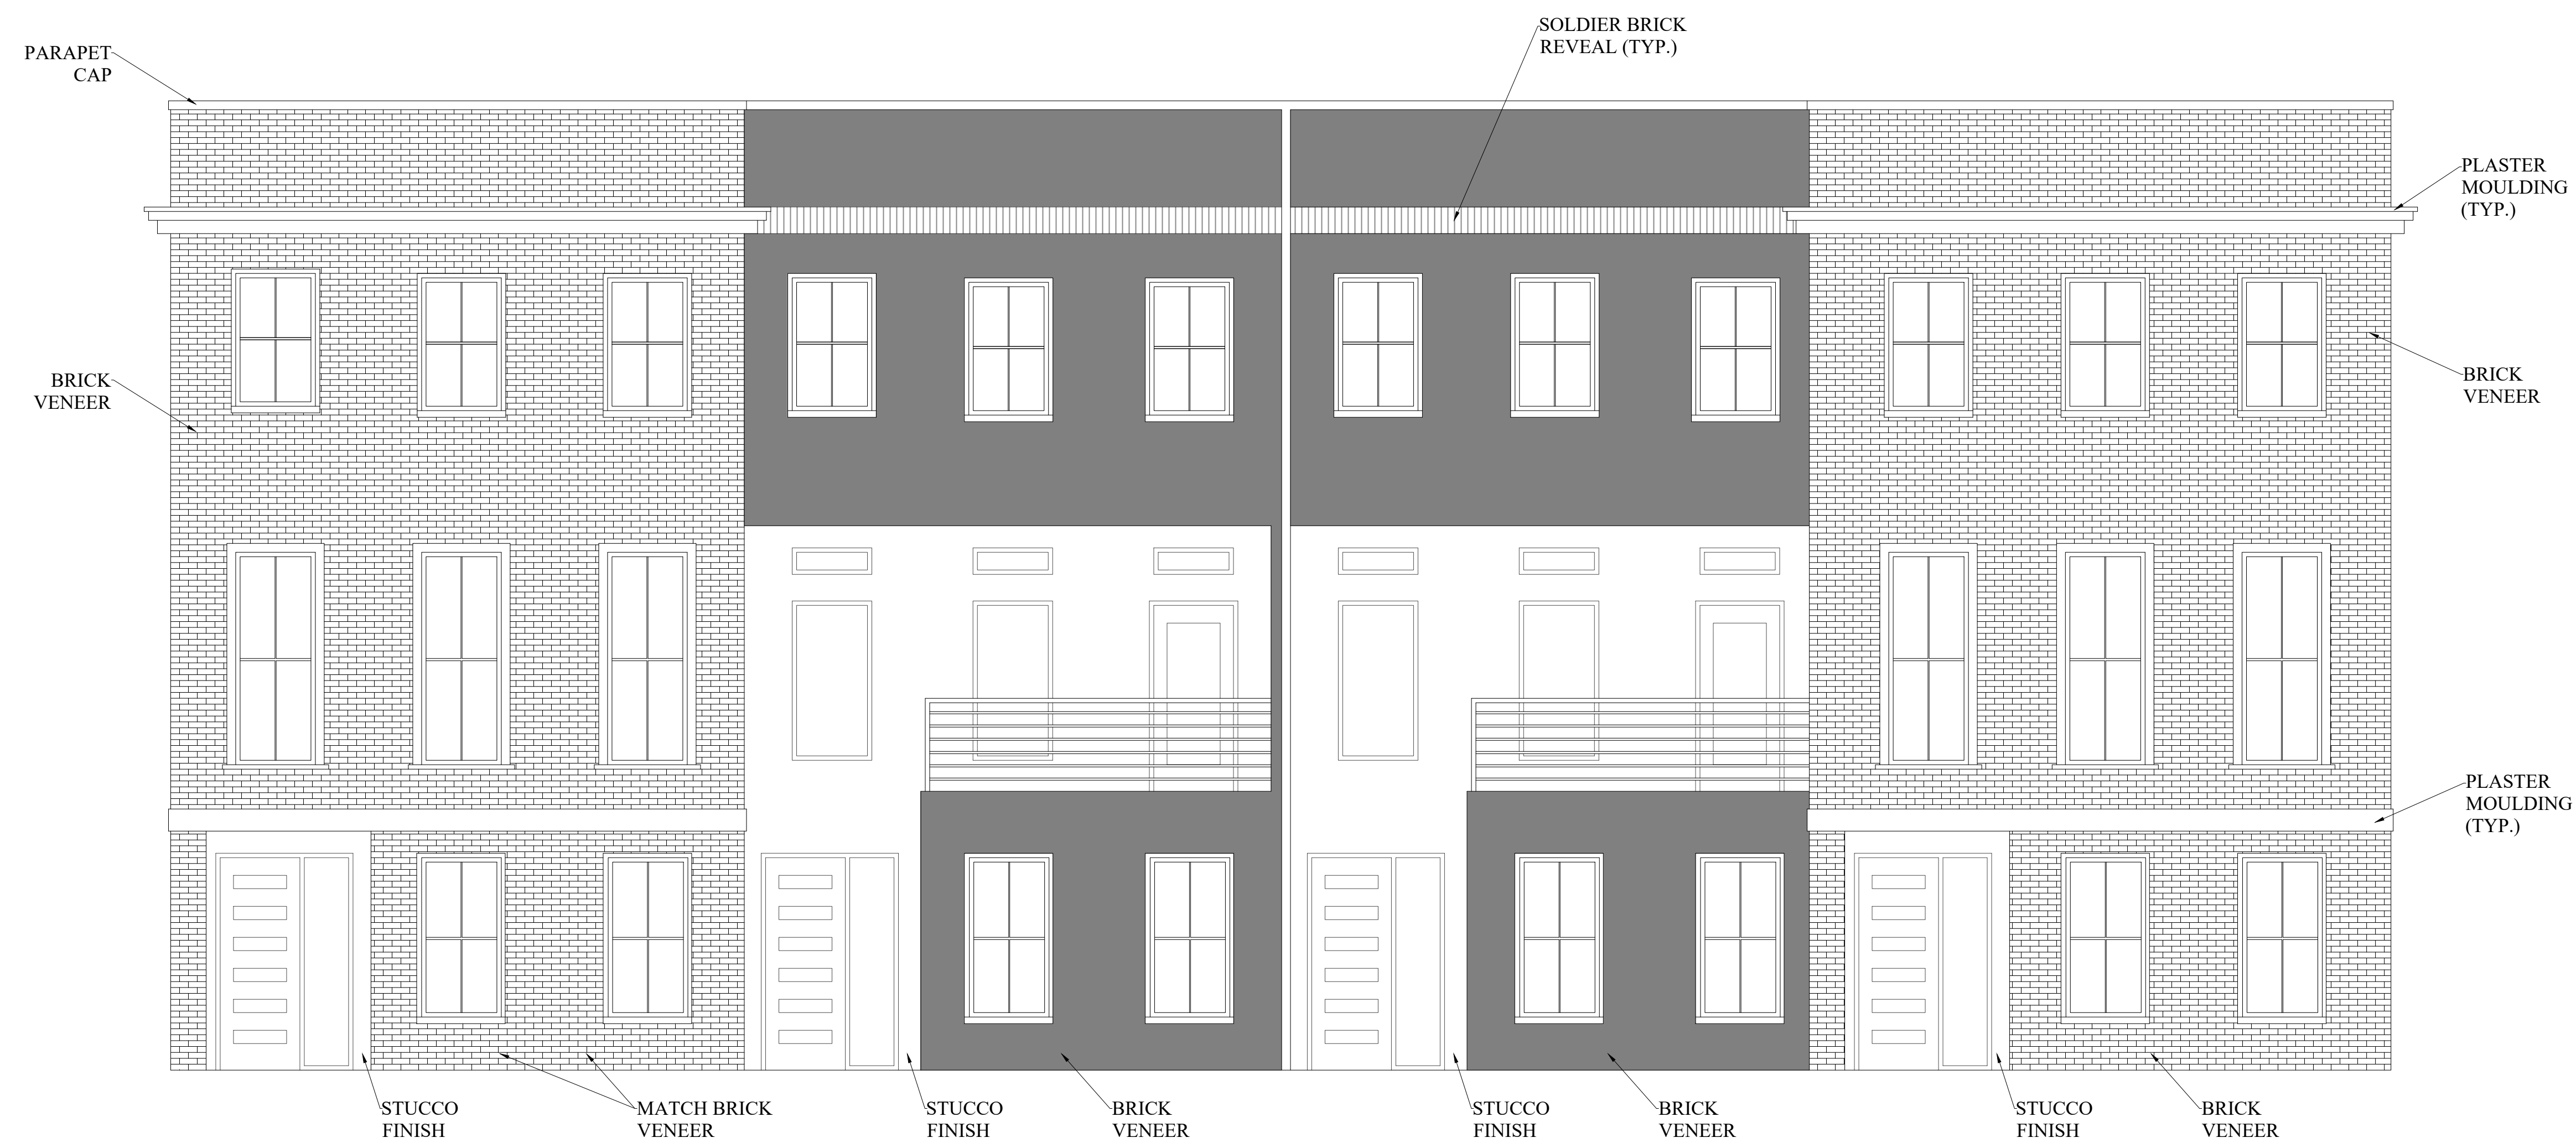 SOLDIER BRICK
REVEAL (TYP.)
PARAPET
CAP
PLASTER
MOULDING
(TYP.)
BRICK
VENEER
BRICK
VENEER
PLASTER
MOULDING
(TYP.)
STUCCO
FINISH
MATCH BRICK
VENEER
STUCCO
FINISH
BRICK
VENEER
STUCCO
FINISH
BRICK
VENEER
STUCCO
FINISH
BRICK
VENEER